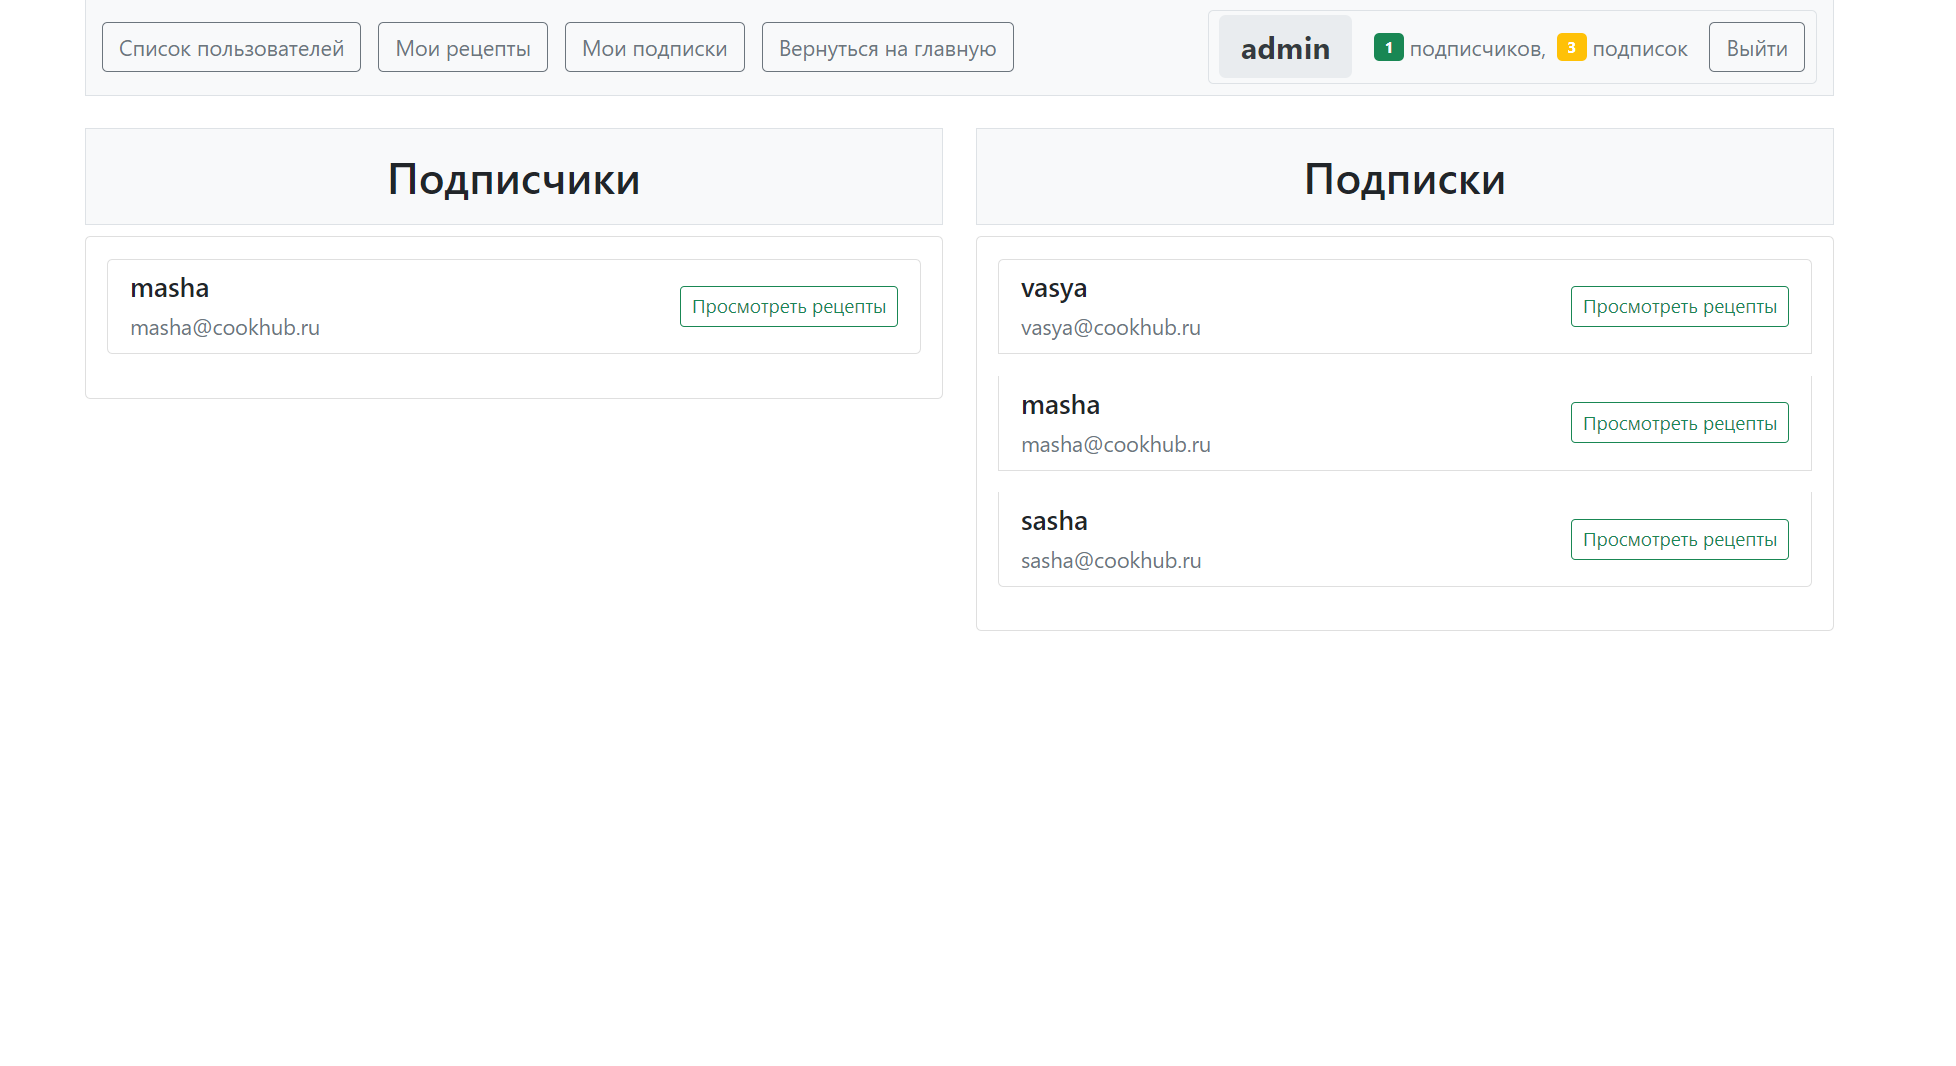 Список пользователей Мои рецепты Мои подписки Вернуться на главную admin 1 подписчиков, 3 подписок Выйти
Подписчики
masha
masha@cookhub.ru
Просмотреть рецепты
Подписки
vasya
vasya@cookhub.ru
Просмотреть рецепты
masha
masha@cookhub.ru
Просмотреть рецепты
sasha
sasha@cookhub.ru
Просмотреть рецепты